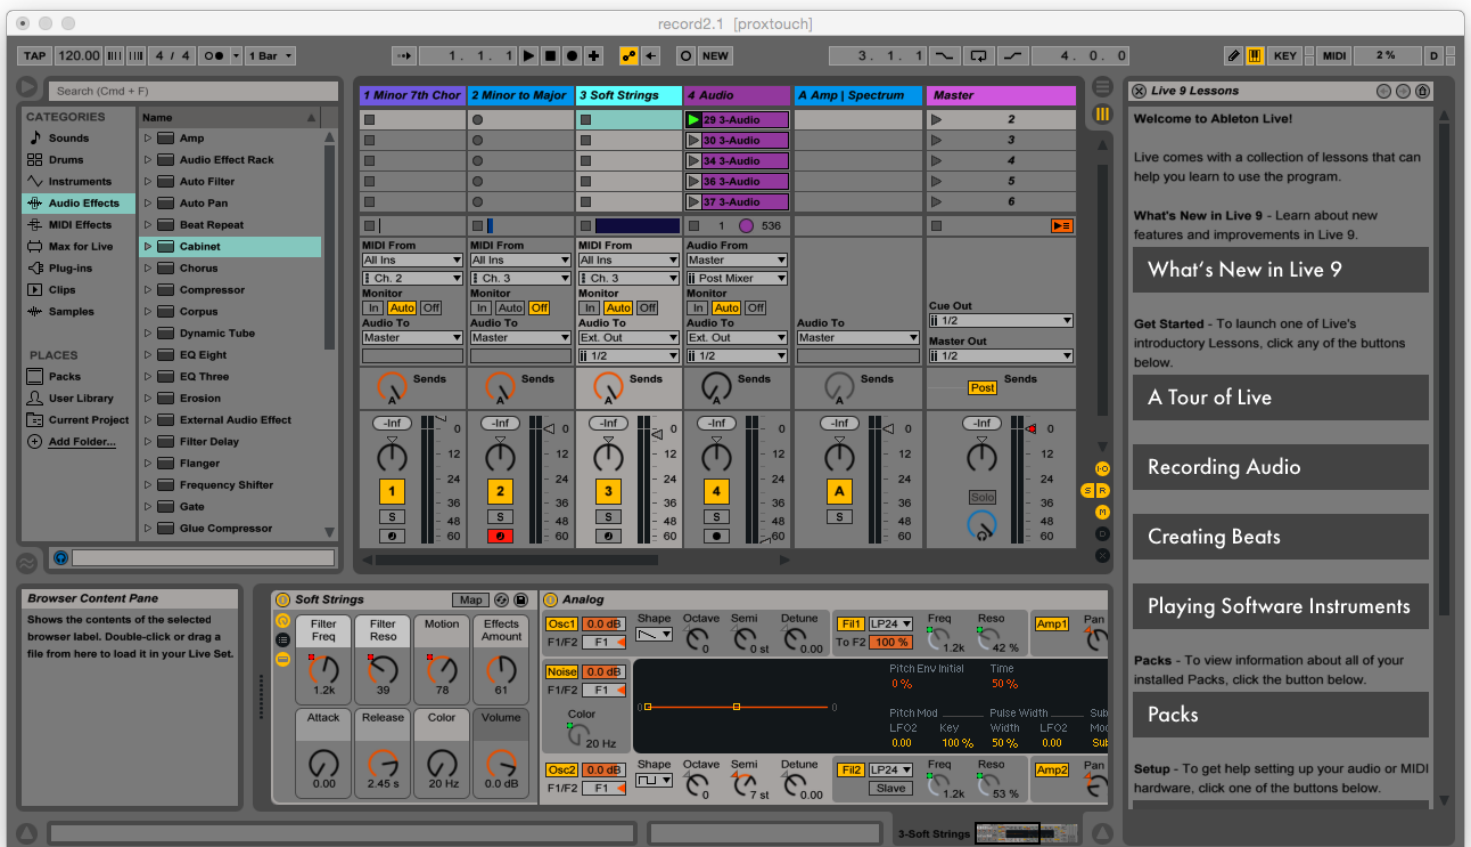 record2.1 [proxtouch]
TAP 120.00 4 / 4 1 Bar 1. 1. 1 NEW 3. 1. 1 4. 0. 0 KEY MIDI 2 % D
Search (Cmd + F)
CATEGORIES
Sounds
Drums
Instruments
Audio Effects
MIDI Effects
Max for Live
Plug-ins
Clips
Samples
PLACES
Packs
User Library
Current Project
Add Folder...
Name
Amp
Audio Effect Rack
Auto Filter
Auto Pan
Beat Repeat
Cabinet
Chorus
Compressor
Corpus
Dynamic Tube
EQ Eight
EQ Three
Erosion
External Audio Effect
Filter Delay
Flanger
Frequency Shifter
Gate
Glue Compressor
1 Minor 7th Chor 2 Minor to Major 3 Soft Strings 4 Audio A Amp | Spectrum Master
29 3-Audio 2
30 3-Audio 3
34 3-Audio 4
36 3-Audio 5
37 3-Audio 6
1 536
MIDI From MIDI From MIDI From Audio From
All Ins All Ins All Ins Master
Ch. 2 Ch. 3 Ch. 3 Post Mixer
Monitor Monitor Monitor Monitor
In Auto Off In Auto Off In Auto Off In Auto Off
Cue Out
1/2
Audio To Audio To Audio To Audio To Audio To
Master Master Ext. Out Ext. Out Master
Master Out
1/2 1/2 1/2
Sends Sends Sends Sends Sends Sends
A A A A A Post
-Inf -Inf -Inf -Inf -Inf -Inf
0 0 0 0 0 0
12 12 12 12 12 12
24 24 24 24 24 24
1 2 3 4 A Solo
36 36 36 36 36 36
S S S S S
48 48 48 48 48 48
60 60 60 60 60 60
I·O
S R
M
D
X
Live 9 Lessons
Welcome to Ableton Live!
Live comes with a collection of lessons that can
help you learn to use the program.
What's New in Live 9 - Learn about new
features and improvements in Live 9.
What's New in Live 9
Get Started - To launch one of Live's
introductory Lessons, click any of the buttons
below.
A Tour of Live
Recording Audio
Creating Beats
Playing Software Instruments
Packs - To view information about all of your
installed Packs, click the button below.
Packs
Setup - To get help setting up your audio or MIDI
hardware, click one of the buttons below.
Browser Content Pane
Shows the contents of the selected
browser label. Double-click or drag a
file from here to load it in your Live Set.
Soft Strings Map
Filter Freq Filter Reso Motion Effects Amount
1.2k 39 78 61
Attack Release Color Volume
0.00 2.45 s 20 Hz 0.0 dB
Analog
Osc1 0.0 dB Shape Octave Semi Detune Fil1 LP24 Freq Reso Amp1 Pan
F1/F2 F1 0 0 st 0.00 To F2 100 % 1.2k 42 %
Noise 0.0 dB
F1/F2 F1
Color
20 Hz
0 0
Pitch Env Initial Time
0 % 50 %
Pitch Mod Pulse Width Sub
LFO2 Key Width LFO2 Mod
0.00 100 % 50 % 0.00 Sub
Osc2 0.0 dB Shape Octave Semi Detune Fil2 LP24 Freq Reso Amp2 Pan
F1/F2 F1 0 7 st 0.00 Slave 1.2k 53 %
3-Soft Strings